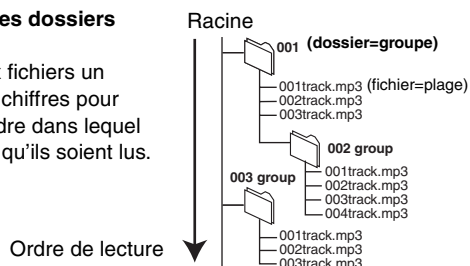 es dossiers
fichiers un
chiffres pour
dre dans lequel
qu'ils soient lus.
Racine
001 (dossier=groupe)
001track.mp3 (fichier=plage)
002track.mp3
003track.mp3
002 group
001track.mp3
002track.mp3
003track.mp3
004track.mp3
003 group
001track.mp3
002track.mp3
003track.mp3
Ordre de lecture